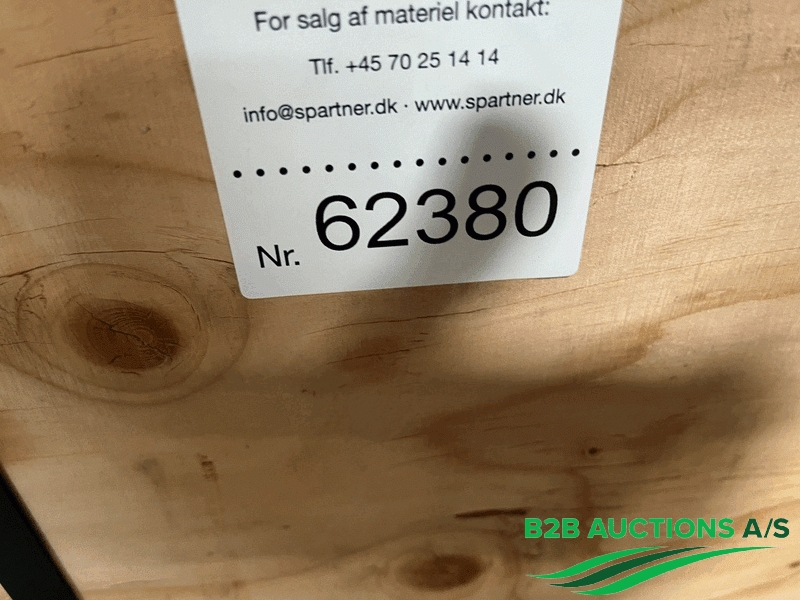 For salg af materiel kontakt:
Tlf. +45 70 25 14 14
info@spartner.dk · www.spartner.dk
Nr. 62380
B2B AUCTIONS A/S